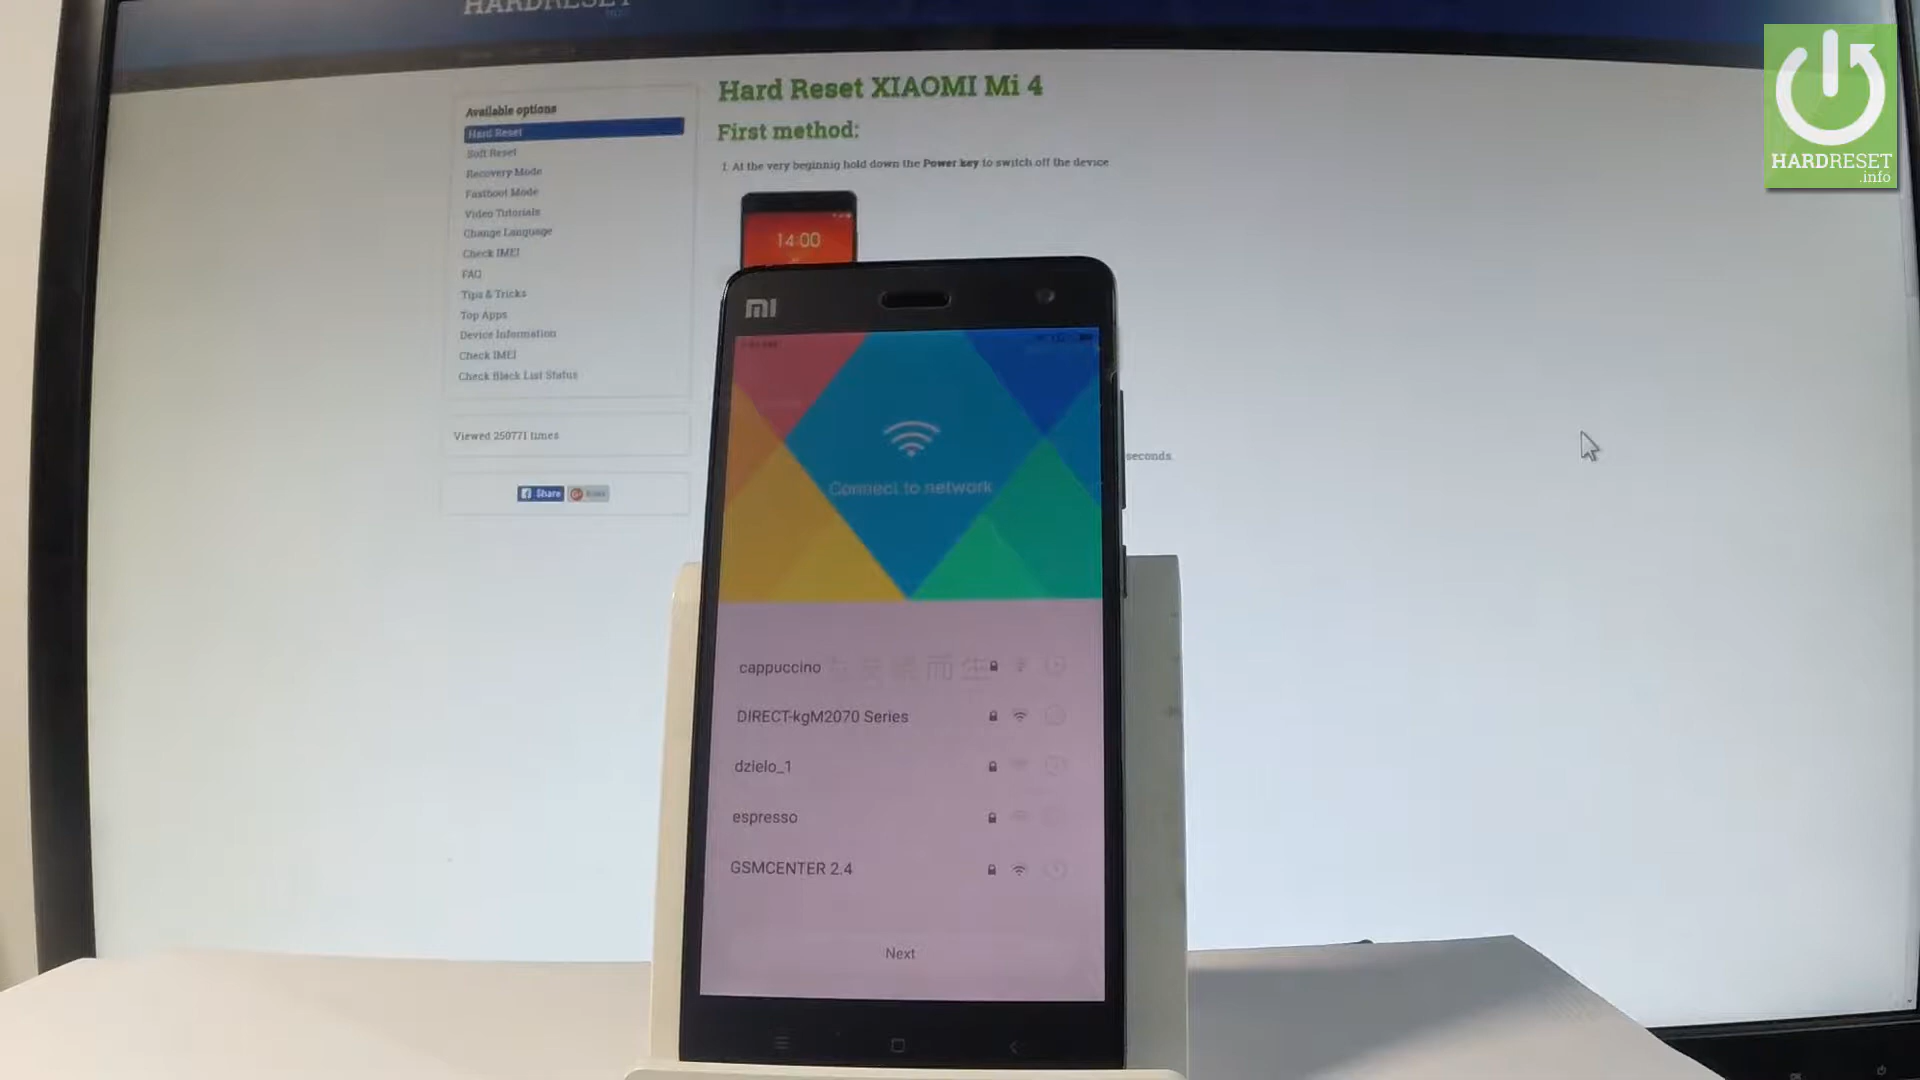 HARDRESET
HARDRESET
.info
Hard Reset XIAOMI Mi 4
First method:
1. At the very beginnig hold down the Power key to switch off the device
14:00
seconds.
Available options
Hard Reset
Soft Reset
Recovery Mode
Fastboot Mode
Video Tutorials
Change Language
Check IMEI
FAQ
Tips & Tricks
Top Apps
Device Information
Check IMEI
Check Black List Status
Viewed 250771 times
Share
MI
Connect to network
cappuccino
DIRECT-kgM2070 Series
dzielo_1
espresso
GSMCENTER 2.4
Next